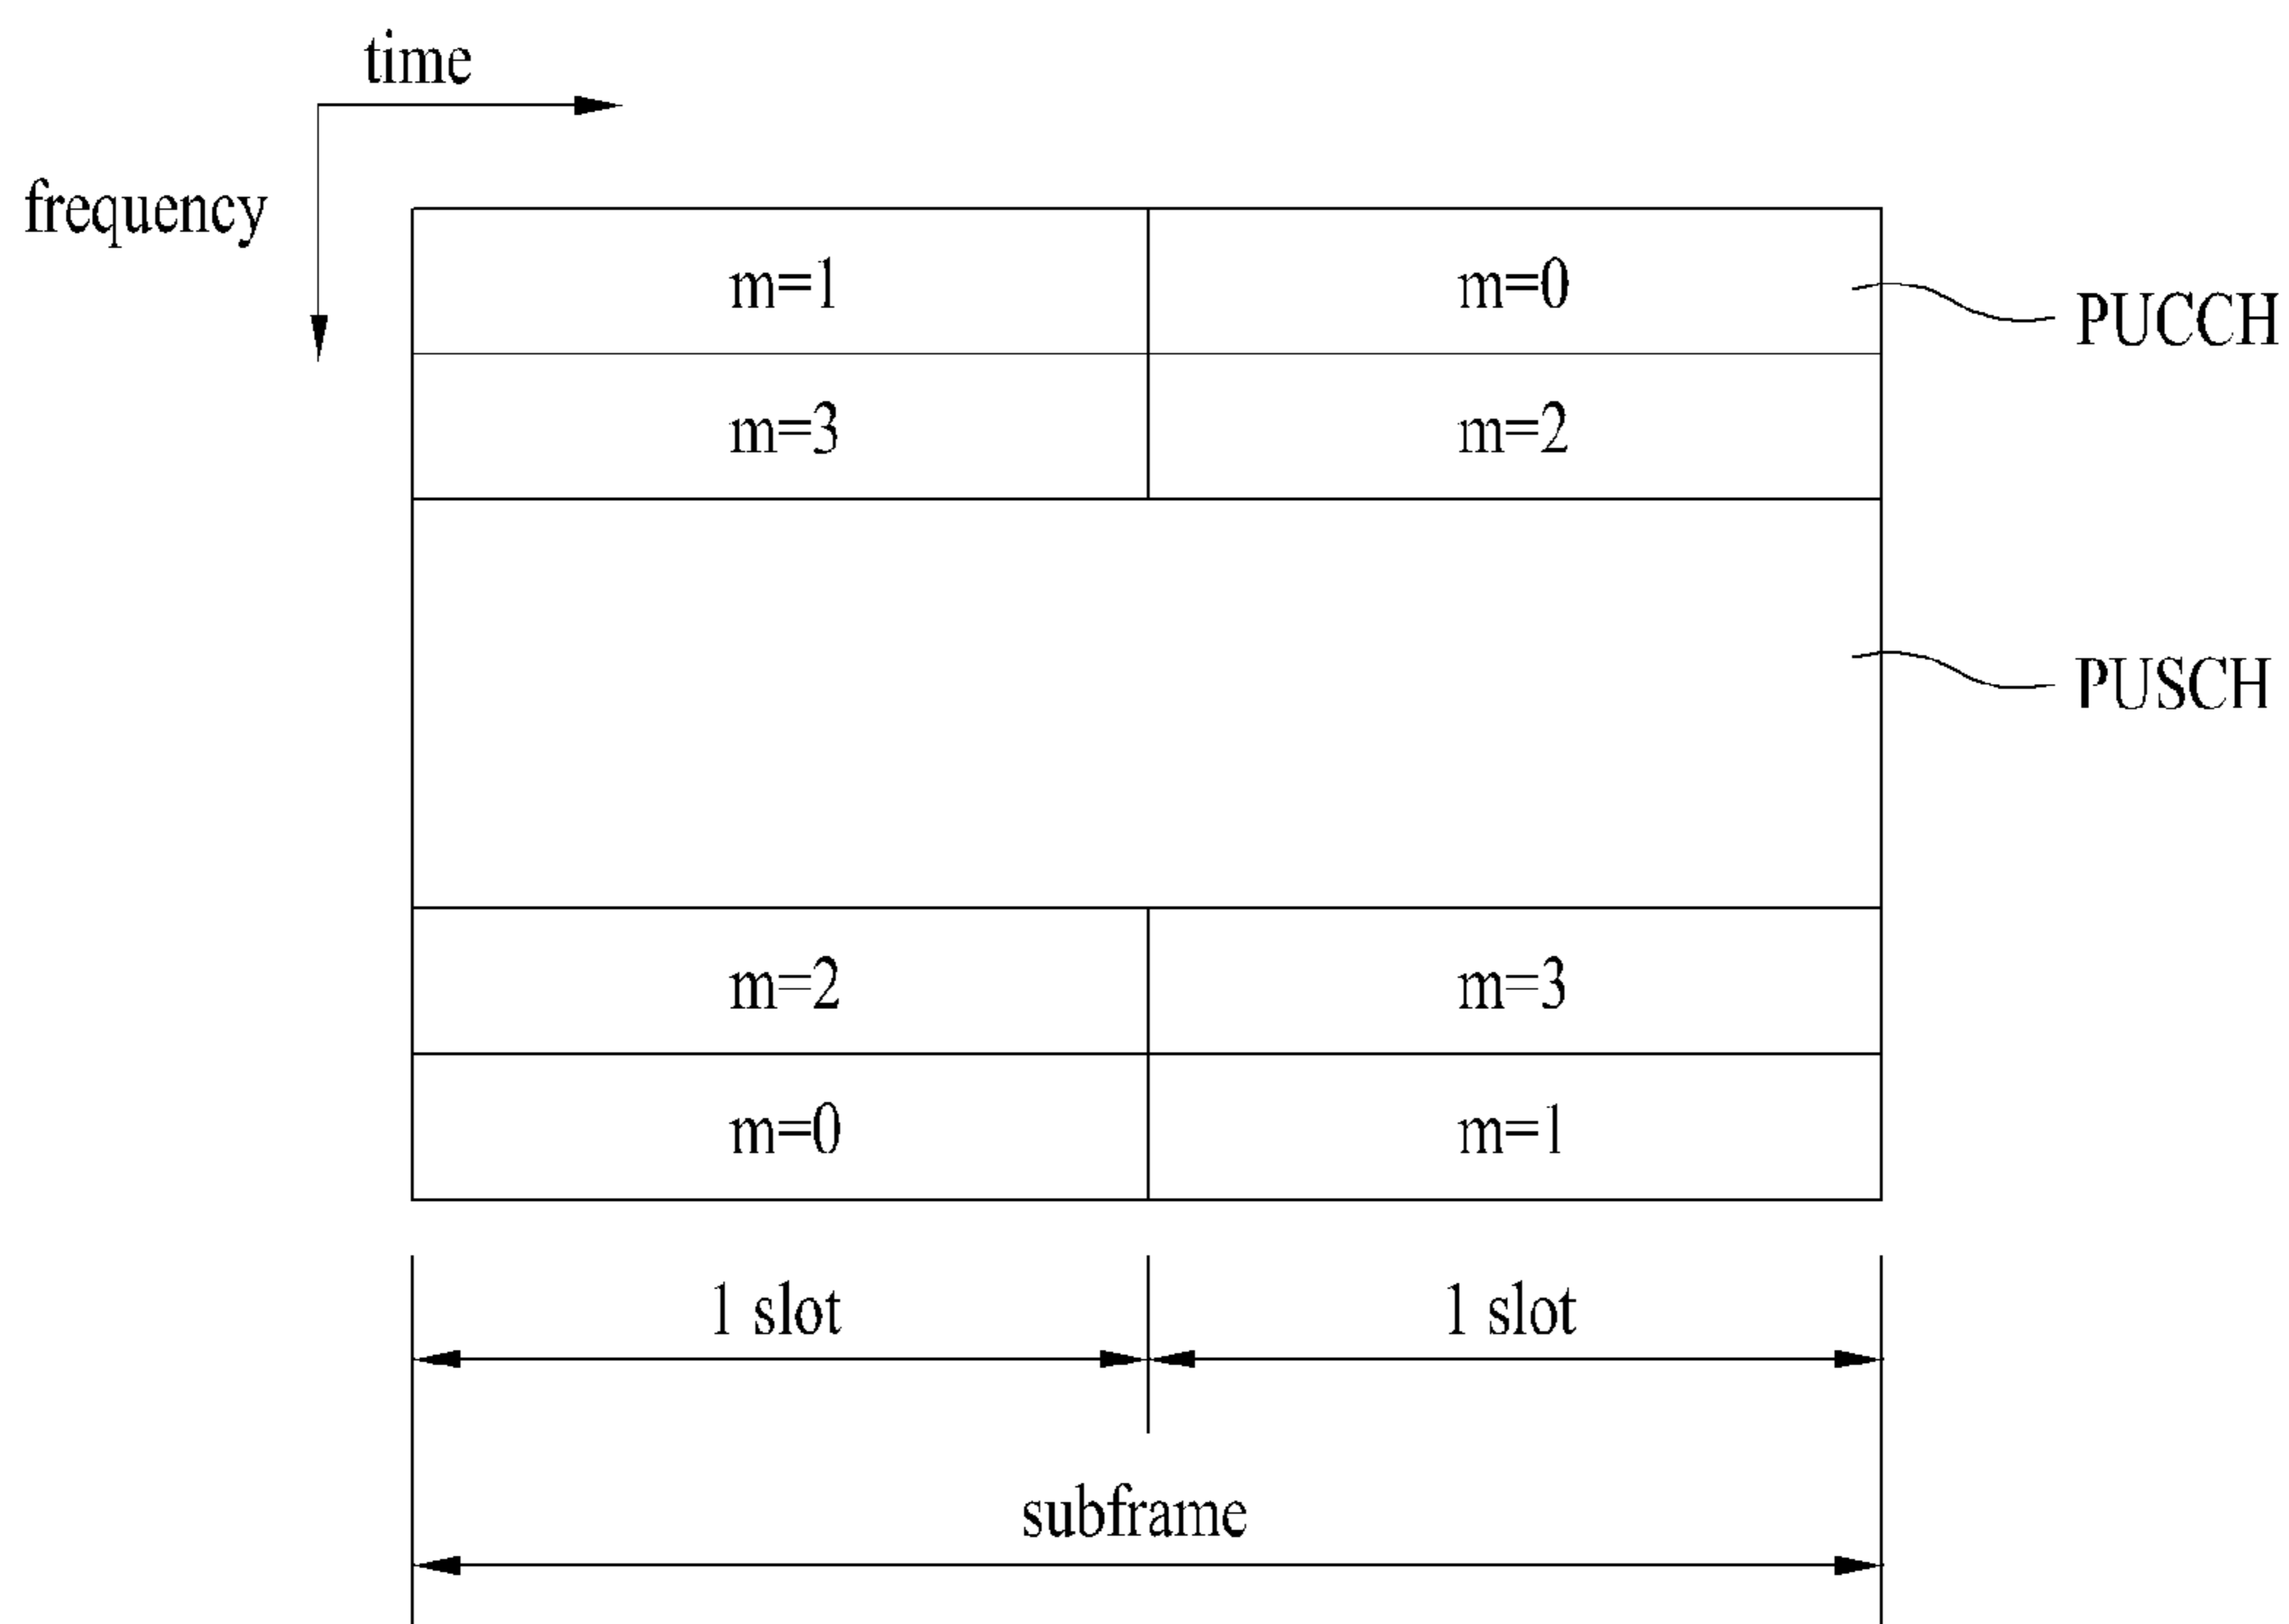 time
frequency
m=1 m=0
PUCCH
m=3 m=2
PUSCH
m=2 m=3
m=0 m=1
1 slot 1 slot
subframe